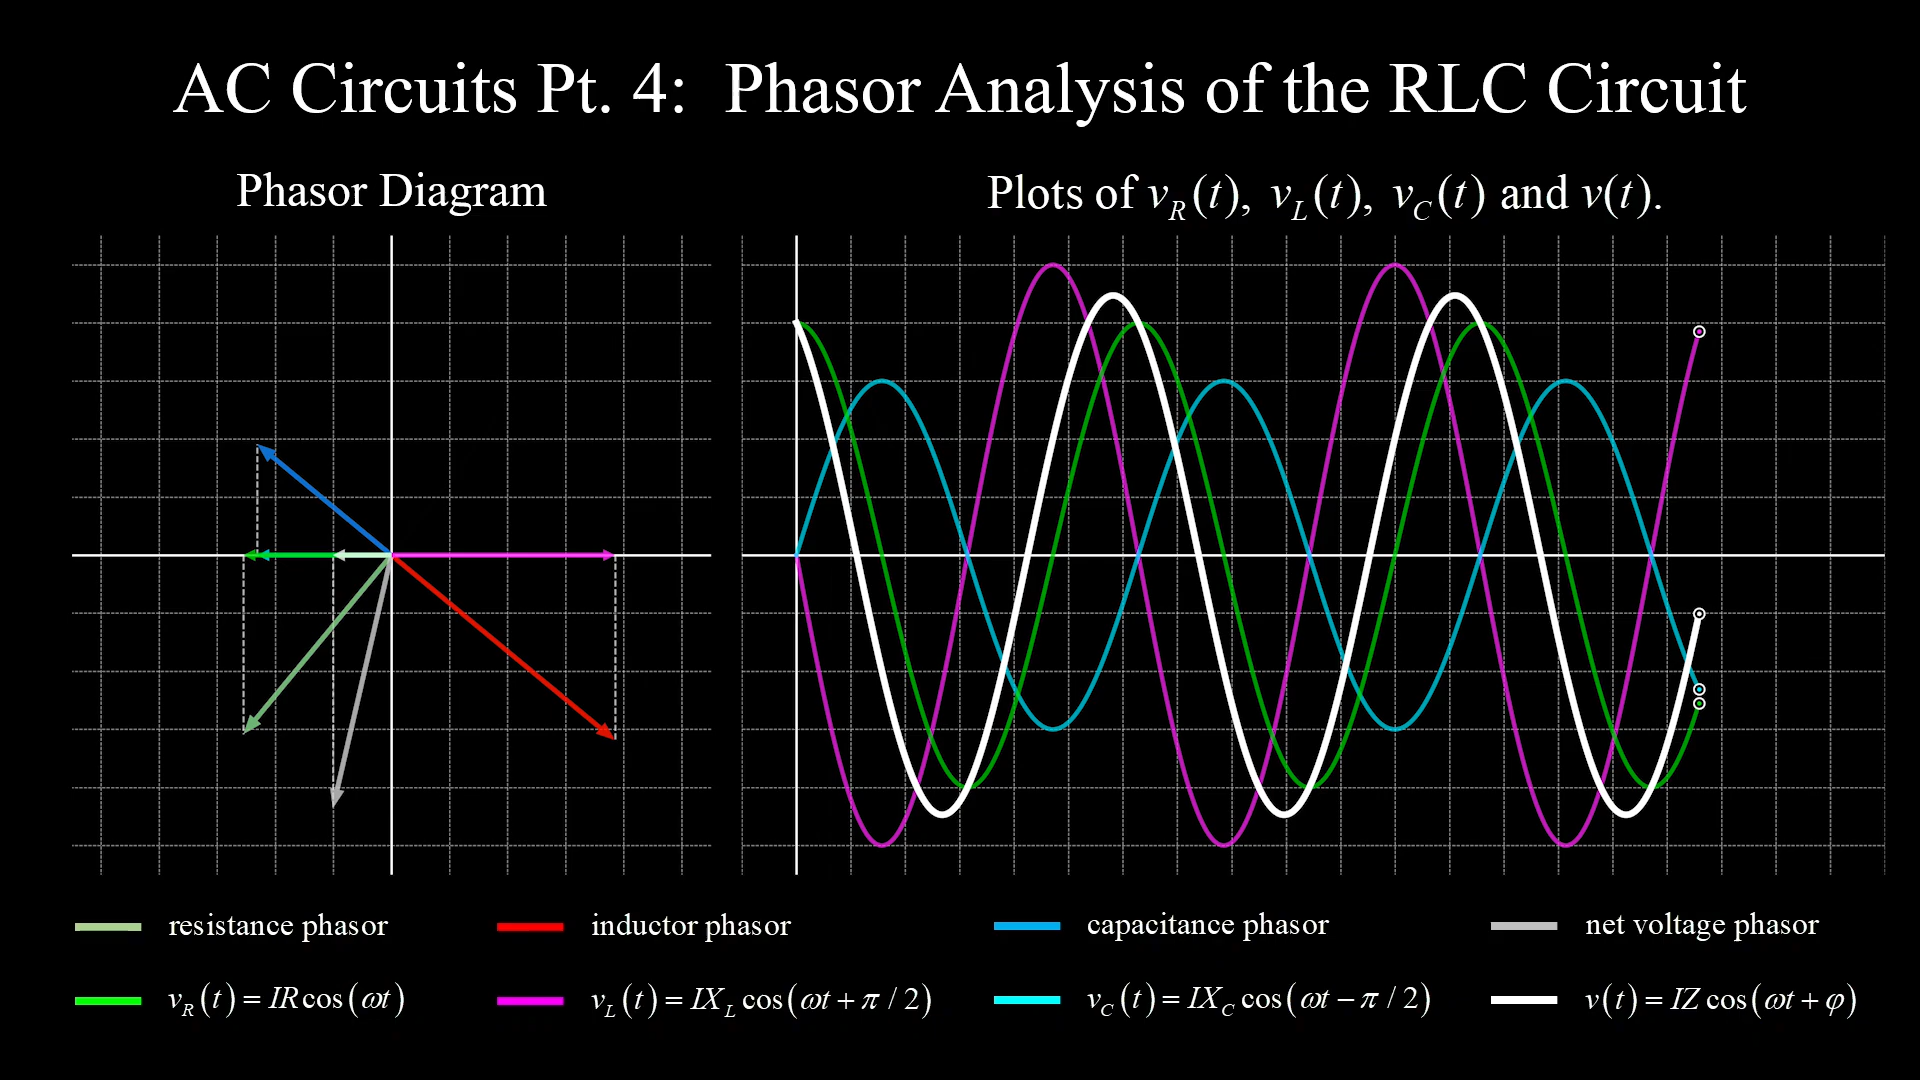 AC Circuits Pt. 4: Phasor Analysis of the RLC Circuit
Phasor Diagram
Plots of v_R(t), v_L(t), v_C(t) and v(t).
resistance phasor
inductor phasor
capacitance phasor
net voltage phasor
v_R(t) = IR cos(ωt)
v_L(t) = IX_L cos(ωt + π / 2)
v_C(t) = IX_C cos(ωt − π / 2)
v(t) = IZ cos(ωt + φ)